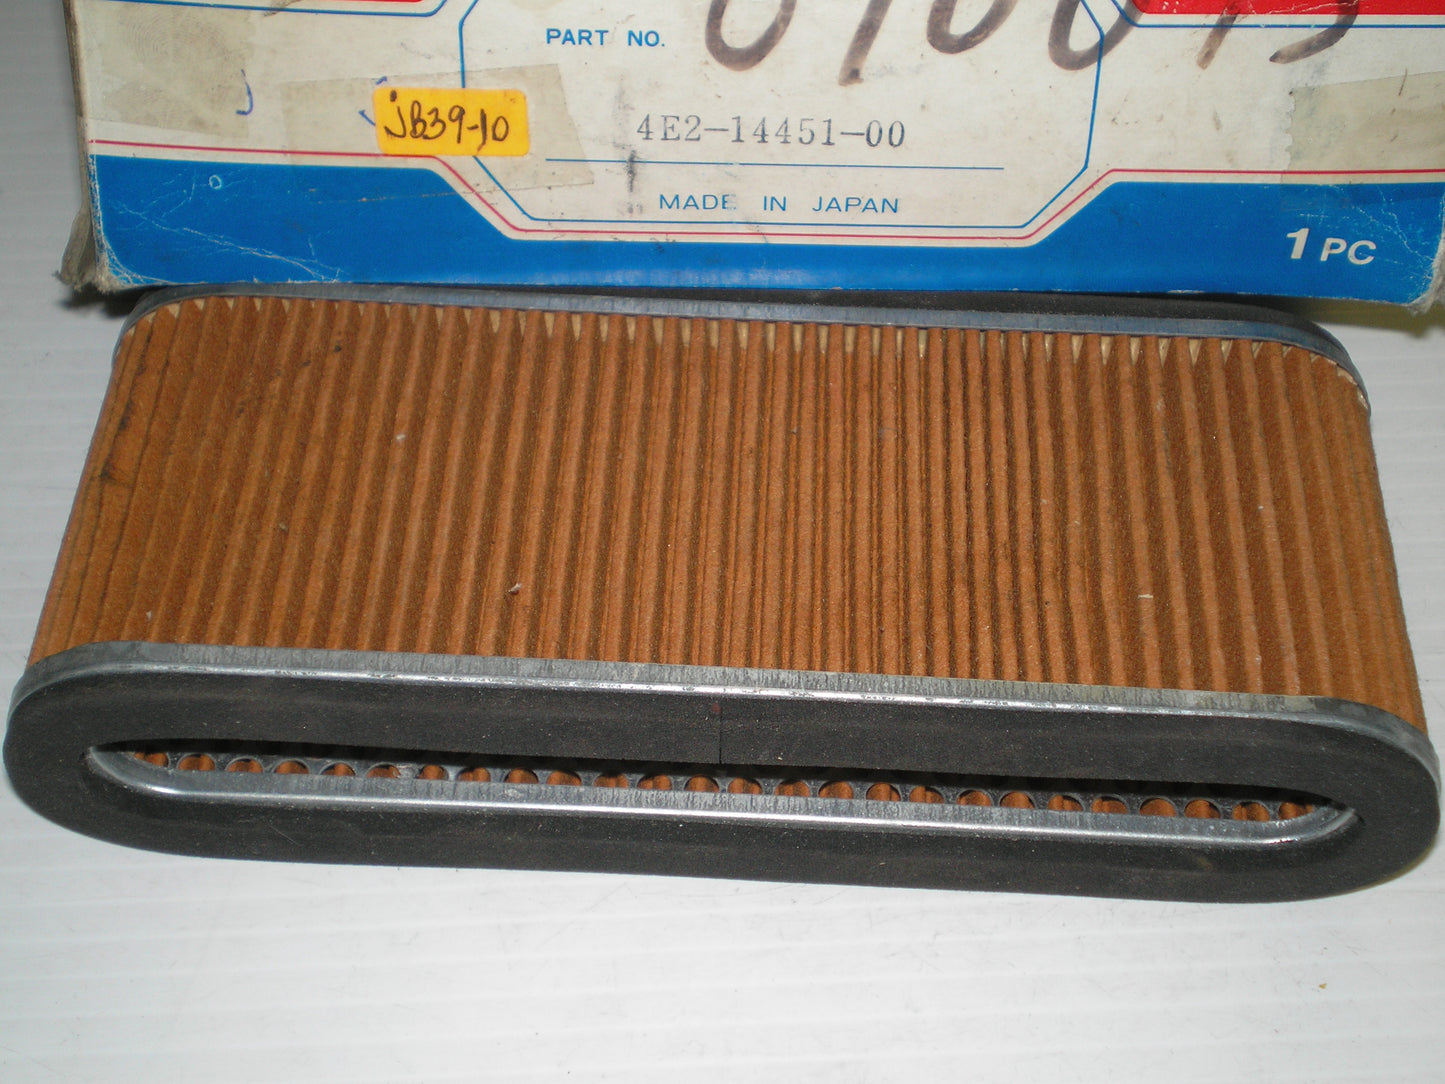 PART NO.
JB39-10
4E2-14451-00
MADE IN JAPAN
1 PC